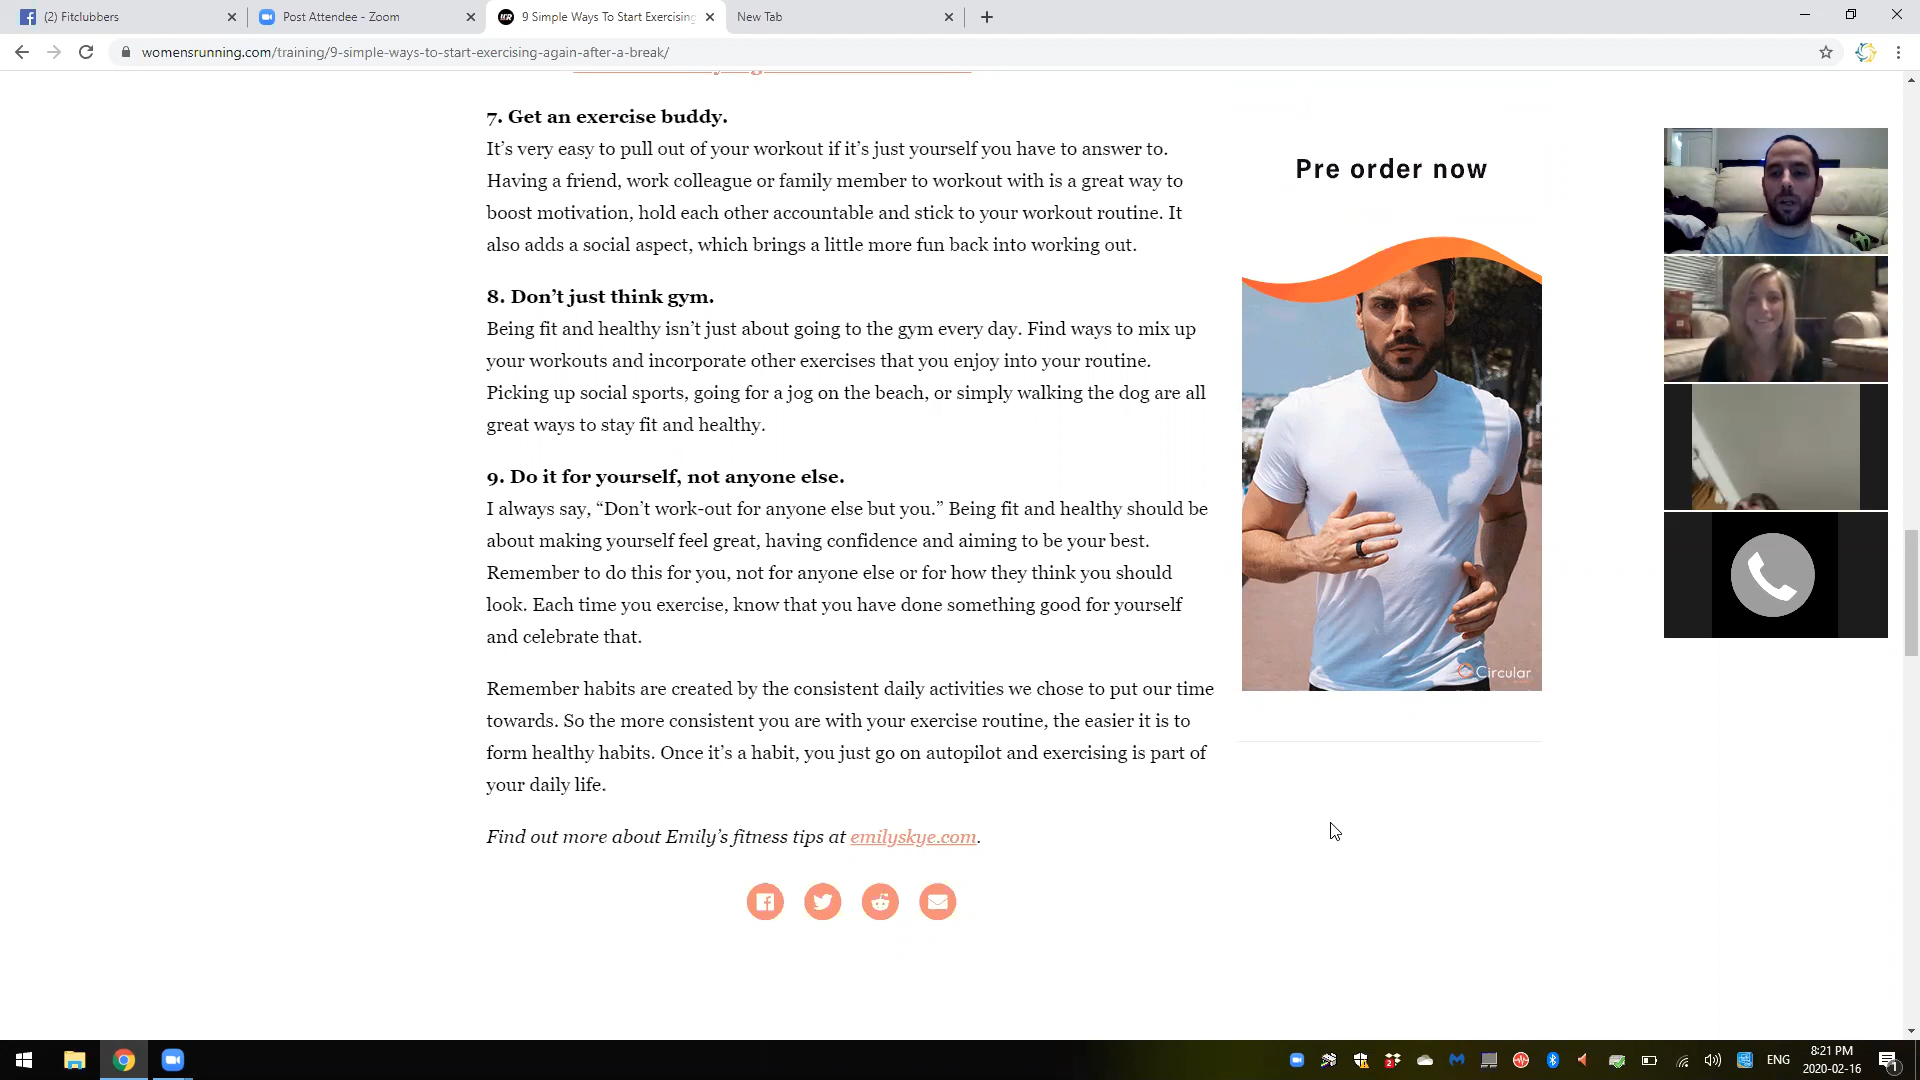 (2) Fitclubbers
Post Attendee - Zoom
9 Simple Ways To Start Exercising
New Tab
womensrunning.com/training/9-simple-ways-to-start-exercising-again-after-a-break/
7. Get an exercise buddy.
It’s very easy to pull out of your workout if it’s just yourself you have to answer to.
Having a friend, work colleague or family member to workout with is a great way to
boost motivation, hold each other accountable and stick to your workout routine. It
also adds a social aspect, which brings a little more fun back into working out.
8. Don’t just think gym.
Being fit and healthy isn’t just about going to the gym every day. Find ways to mix up
your workouts and incorporate other exercises that you enjoy into your routine.
Picking up social sports, going for a jog on the beach, or simply walking the dog are all
great ways to stay fit and healthy.
9. Do it for yourself, not anyone else.
I always say, “Don’t work-out for anyone else but you.” Being fit and healthy should be
about making yourself feel great, having confidence and aiming to be your best.
Remember to do this for you, not for anyone else or for how they think you should
look. Each time you exercise, know that you have done something good for yourself
and celebrate that.
Remember habits are created by the consistent daily activities we chose to put our time
towards. So the more consistent you are with your exercise routine, the easier it is to
form healthy habits. Once it’s a habit, you just go on autopilot and exercising is part of
your daily life.
Find out more about Emily’s fitness tips at emilyskye.com.
Pre order now
Circular
ENG
8:21 PM
2020-02-16
1